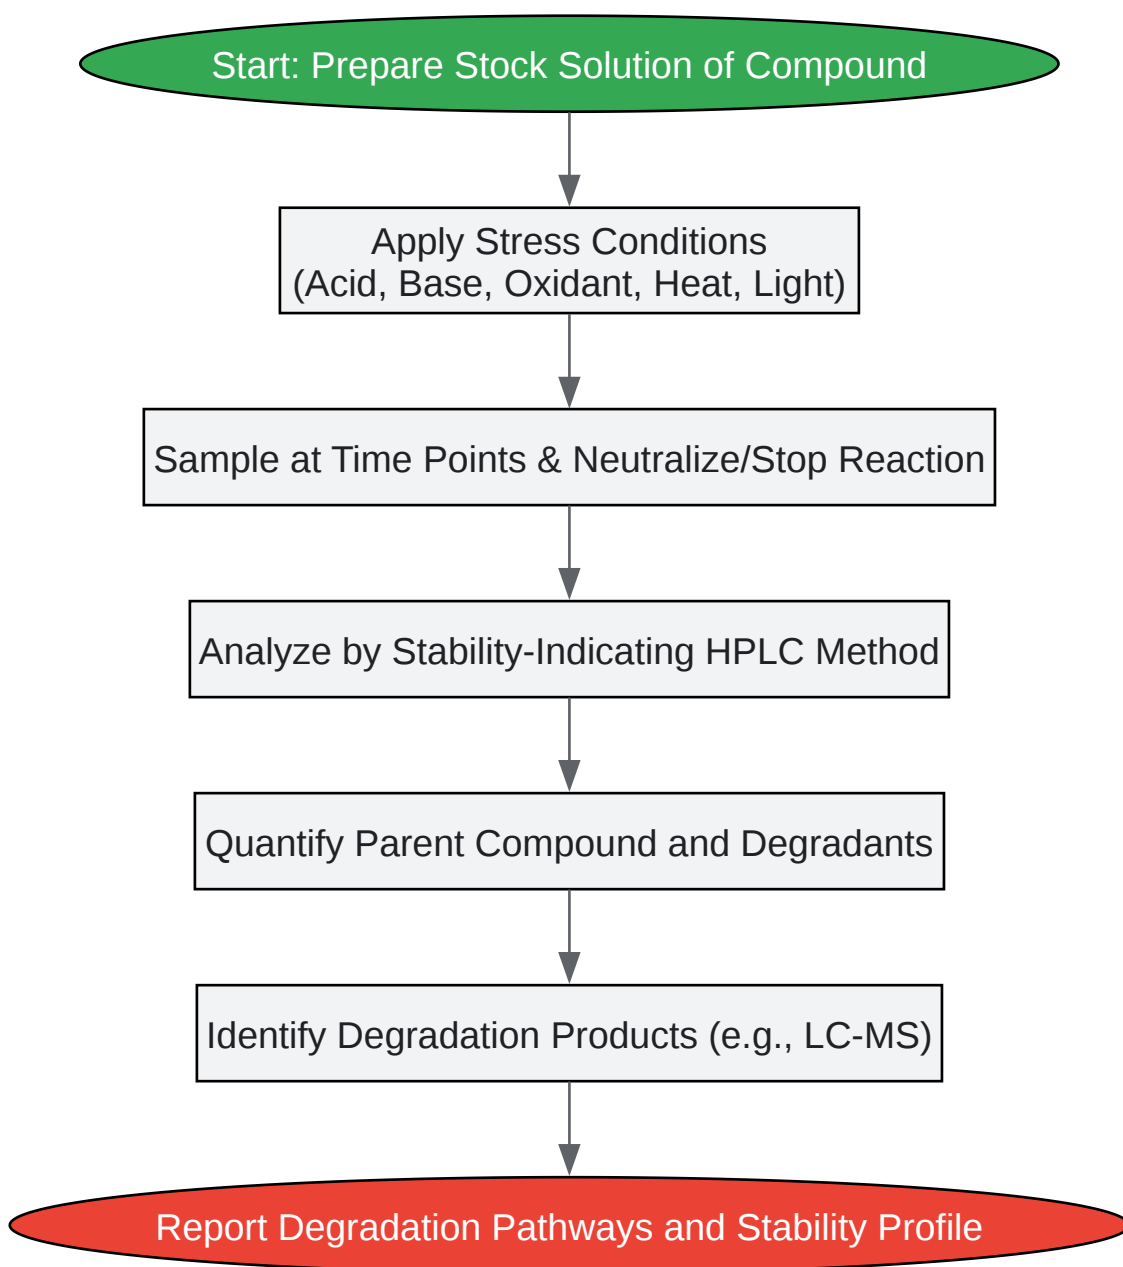 Start: Prepare Stock Solution of Compound
Apply Stress Conditions
(Acid, Base, Oxidant, Heat, Light)
Sample at Time Points & Neutralize/Stop Reaction
Analyze by Stability-Indicating HPLC Method
Quantify Parent Compound and Degradants
Identify Degradation Products (e.g., LC-MS)
Report Degradation Pathways and Stability Profile